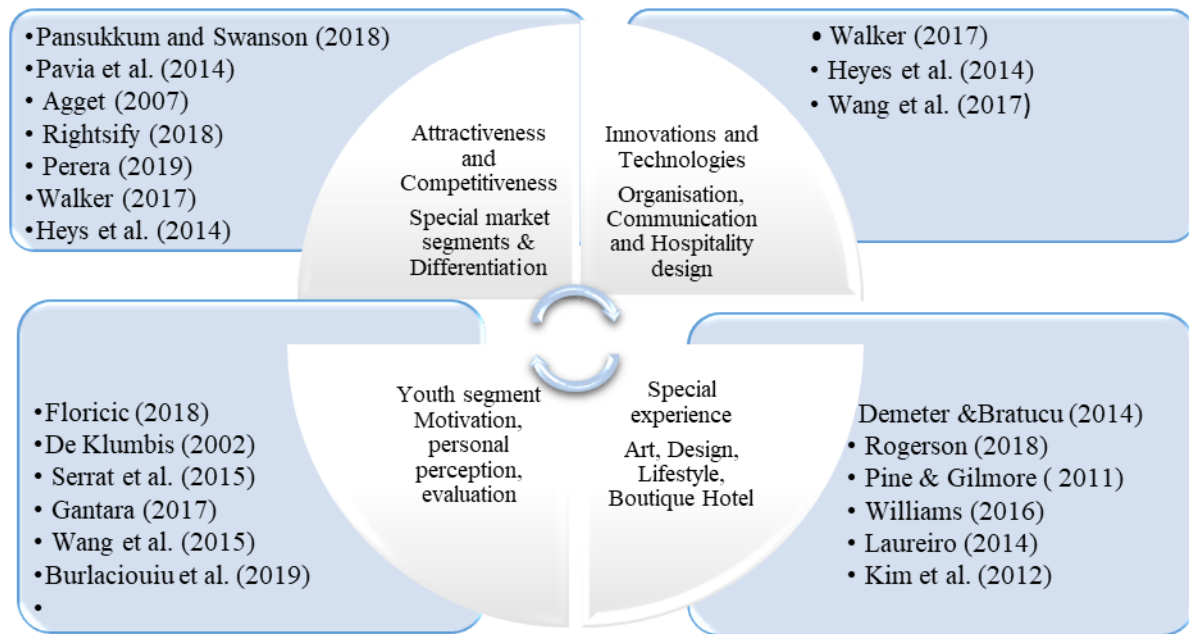 •Pansukkum and Swanson (2018)
•Pavia et al. (2014)
• Agget (2007)
• Rightsify (2018)
• Perera (2019)
•Walker (2017)
•Heys et al. (2014)
Attractiveness
and
Competitiveness
Special market
segments &
Differentiation
Innovations and
Technologies
Organisation,
Communication
and Hospitality
design
• Walker (2017)
• Heyes et al. (2014)
• Wang et al. (2017)
•Floricic (2018)
•De Klumbis (2002)
• Serrat et al. (2015)
• Gantara (2017)
• Wang et al. (2015)
•Burlaciouiu et al. (2019)
•
Youth segment
Motivation,
personal
perception,
evaluation
Special
experience
Art, Design,
Lifestyle,
Boutique Hotel
Demeter &Bratucu (2014)
• Rogerson (2018)
• Pine & Gilmore ( 2011)
• Williams (2016)
• Laureiro (2014)
• Kim et al. (2012)